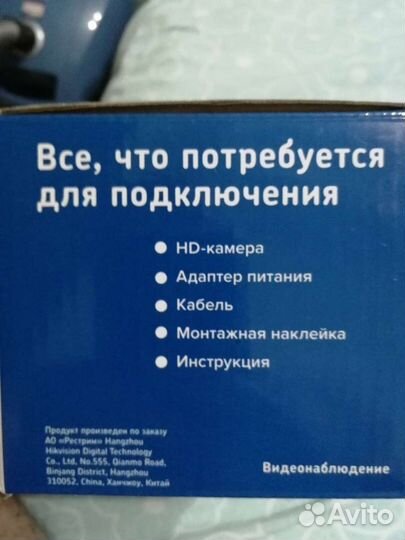 Все, что потребуется
для подключения
HD-камера
Адаптер питания
Кабель
Монтажная наклейка
Инструкция
Продукт произведен по заказу
АО «Рестрим» Hangzhou
Hikvision Digital Technology
Co., Ltd. No.555, Qianmo Road,
Binjang District, Hangzhou
310052, China, Ханчжоу, Китай
Видеонаблюдение
Avito